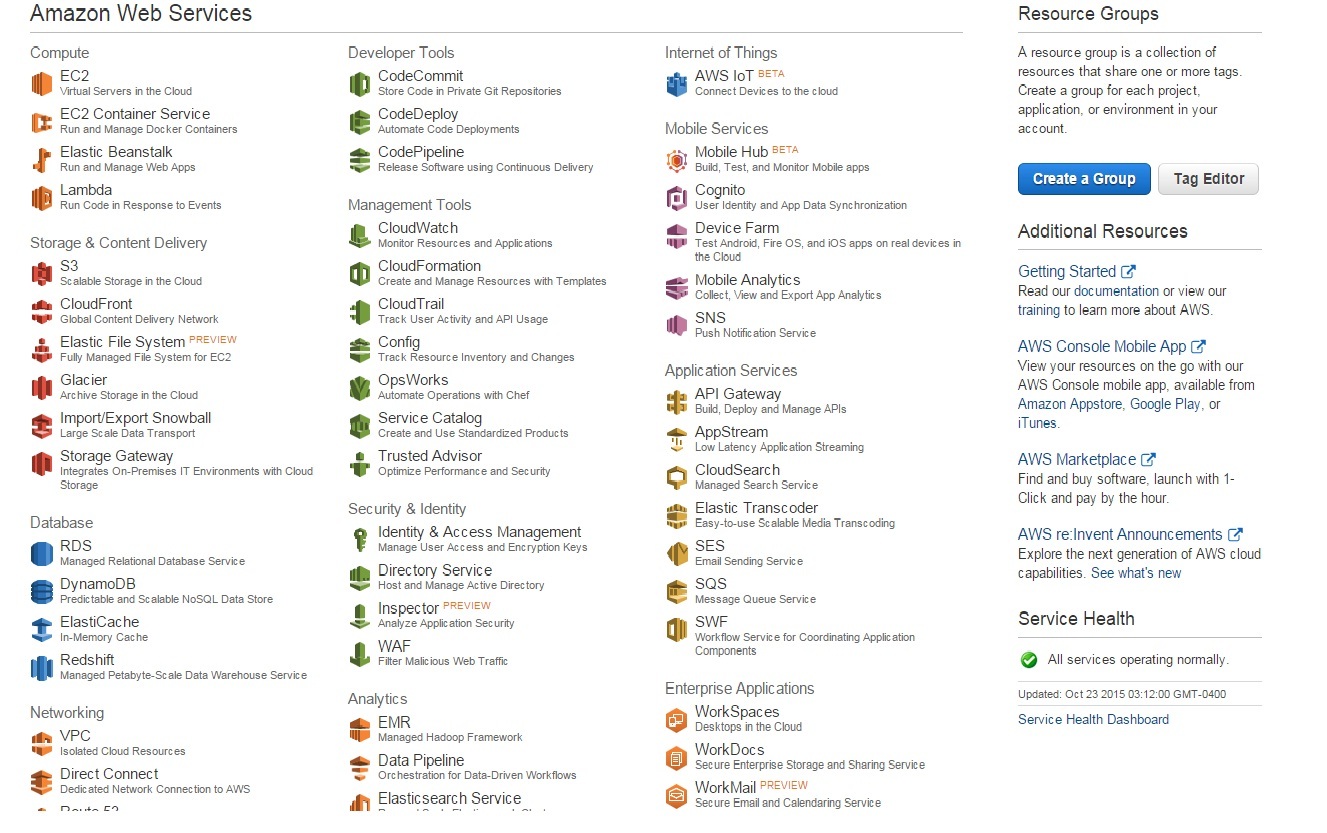 Amazon Web Services
Compute
EC2
Virtual Servers in the Cloud
EC2 Container Service
Run and Manage Docker Containers
Elastic Beanstalk
Run and Manage Web Apps
Lambda
Run Code in Response to Events
Storage & Content Delivery
S3
Scalable Storage in the Cloud
CloudFront
Global Content Delivery Network
Elastic File System PREVIEW
Fully Managed File System for EC2
Glacier
Archive Storage in the Cloud
Import/Export Snowball
Large Scale Data Transport
Storage Gateway
Integrates On-Premises IT Environments with Cloud
Storage
Database
RDS
Managed Relational Database Service
DynamoDB
Predictable and Scalable NoSQL Data Store
ElastiCache
In-Memory Cache
Redshift
Managed Petabyte-Scale Data Warehouse Service
Networking
VPC
Isolated Cloud Resources
Direct Connect
Dedicated Network Connection to AWS
Route 53
Developer Tools
CodeCommit
Store Code in Private Git Repositories
CodeDeploy
Automate Code Deployments
CodePipeline
Release Software using Continuous Delivery
Management Tools
CloudWatch
Monitor Resources and Applications
CloudFormation
Create and Manage Resources with Templates
CloudTrail
Track User Activity and API Usage
Config
Track Resource Inventory and Changes
OpsWorks
Automate Operations with Chef
Service Catalog
Create and Use Standardized Products
Trusted Advisor
Optimize Performance and Security
Security & Identity
Identity & Access Management
Manage User Access and Encryption Keys
Directory Service
Host and Manage Active Directory
Inspector PREVIEW
Analyze Application Security
WAF
Filter Malicious Web Traffic
Analytics
EMR
Managed Hadoop Framework
Data Pipeline
Orchestration for Data-Driven Workflows
Elasticsearch Service
Internet of Things
AWS IoT BETA
Connect Devices to the cloud
Mobile Services
Mobile Hub BETA
Build, Test, and Monitor Mobile apps
Cognito
User Identity and App Data Synchronization
Device Farm
Test Android, Fire OS, and iOS apps on real devices in
the Cloud
Mobile Analytics
Collect, View and Export App Analytics
SNS
Push Notification Service
Application Services
API Gateway
Build, Deploy and Manage APIs
AppStream
Low Latency Application Streaming
CloudSearch
Managed Search Service
Elastic Transcoder
Easy-to-use Scalable Media Transcoding
SES
Email Sending Service
SQS
Message Queue Service
SWF
Workflow Service for Coordinating Application
Components
Enterprise Applications
WorkSpaces
Desktops in the Cloud
WorkDocs
Secure Enterprise Storage and Sharing Service
WorkMail PREVIEW
Secure Email and Calendaring Service
Resource Groups
A resource group is a collection of
resources that share one or more tags.
Create a group for each project,
application, or environment in your
account.
Create a Group Tag Editor
Additional Resources
Getting Started
Read our documentation or view our
training to learn more about AWS.
AWS Console Mobile App
View your resources on the go with our
AWS Console mobile app, available from
Amazon Appstore, Google Play, or
iTunes.
AWS Marketplace
Find and buy software, launch with 1-
Click and pay by the hour.
AWS re:Invent Announcements
Explore the next generation of AWS cloud
capabilities. See what's new
Service Health
All services operating normally.
Updated: Oct 23 2015 03:12:00 GMT-0400
Service Health Dashboard